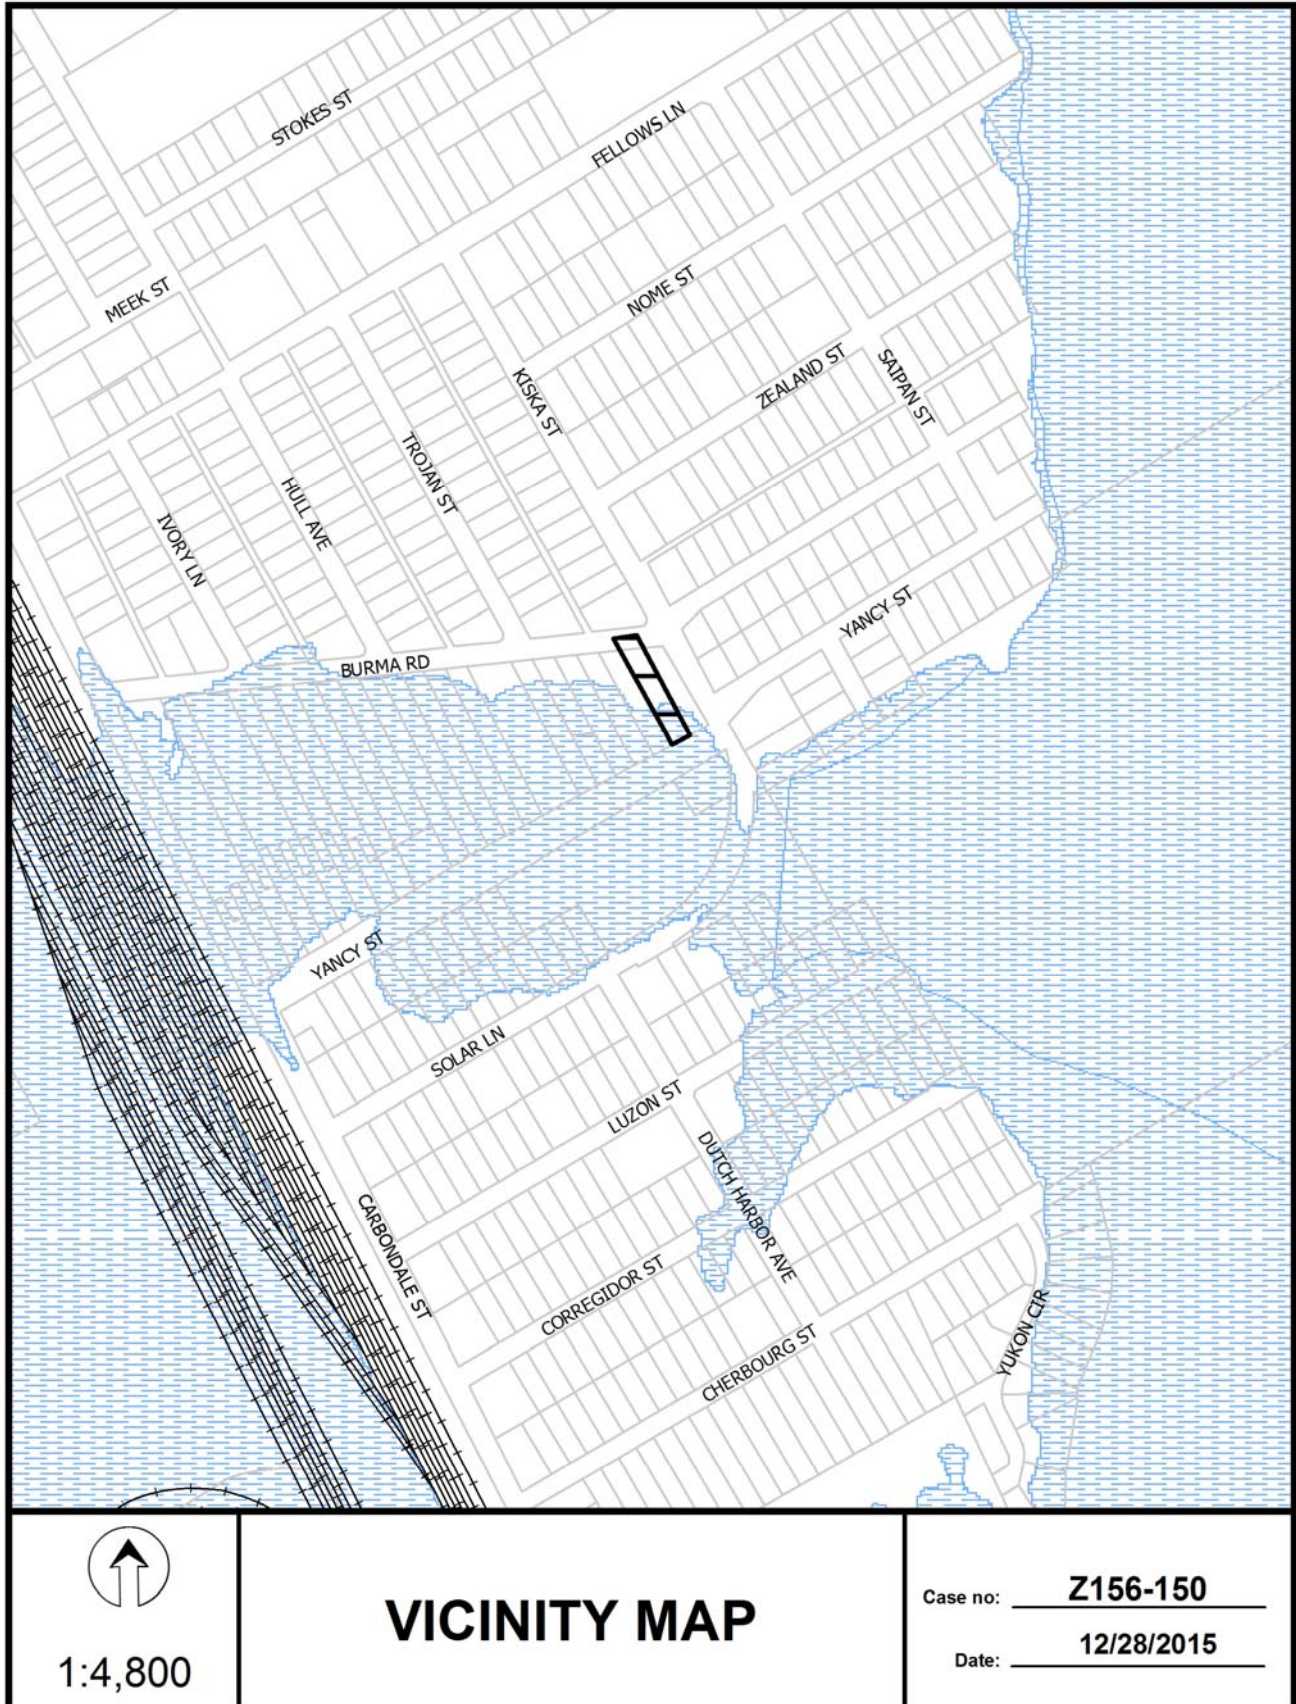 STOKES ST
FELLOWS LN
MEEK ST
NOME ST
ZEALAND ST
SAIPAN ST
KISKA ST
TROJAN ST
HULL AVE
IVORY LN
YANCY ST
BURMA RD
YANCY ST
SOLAR LN
LUZON ST
DUTCH HARBOR AVE
CARBONDALE ST
CORREGIDOR ST
CHERBOURG ST
YUKON CIR
1:4,800
VICINITY MAP
Case no: Z156-150
Date: 12/28/2015